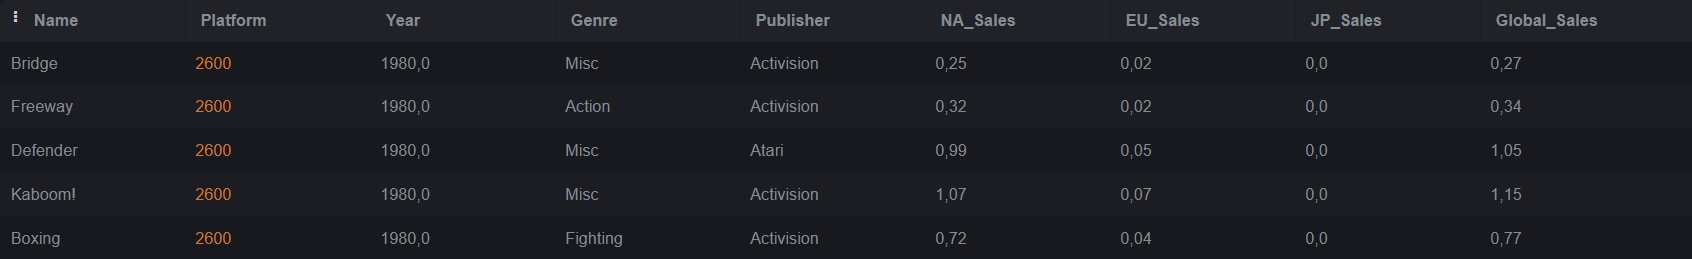 Name Platform Year Genre Publisher NA_Sales EU_Sales JP_Sales Global_Sales
Bridge 2600 1980,0 Misc Activision 0,25 0,02 0,0 0,27
Freeway 2600 1980,0 Action Activision 0,32 0,02 0,0 0,34
Defender 2600 1980,0 Misc Atari 0,99 0,05 0,0 1,05
Kaboom! 2600 1980,0 Misc Activision 1,07 0,07 0,0 1,15
Boxing 2600 1980,0 Fighting Activision 0,72 0,04 0,0 0,77